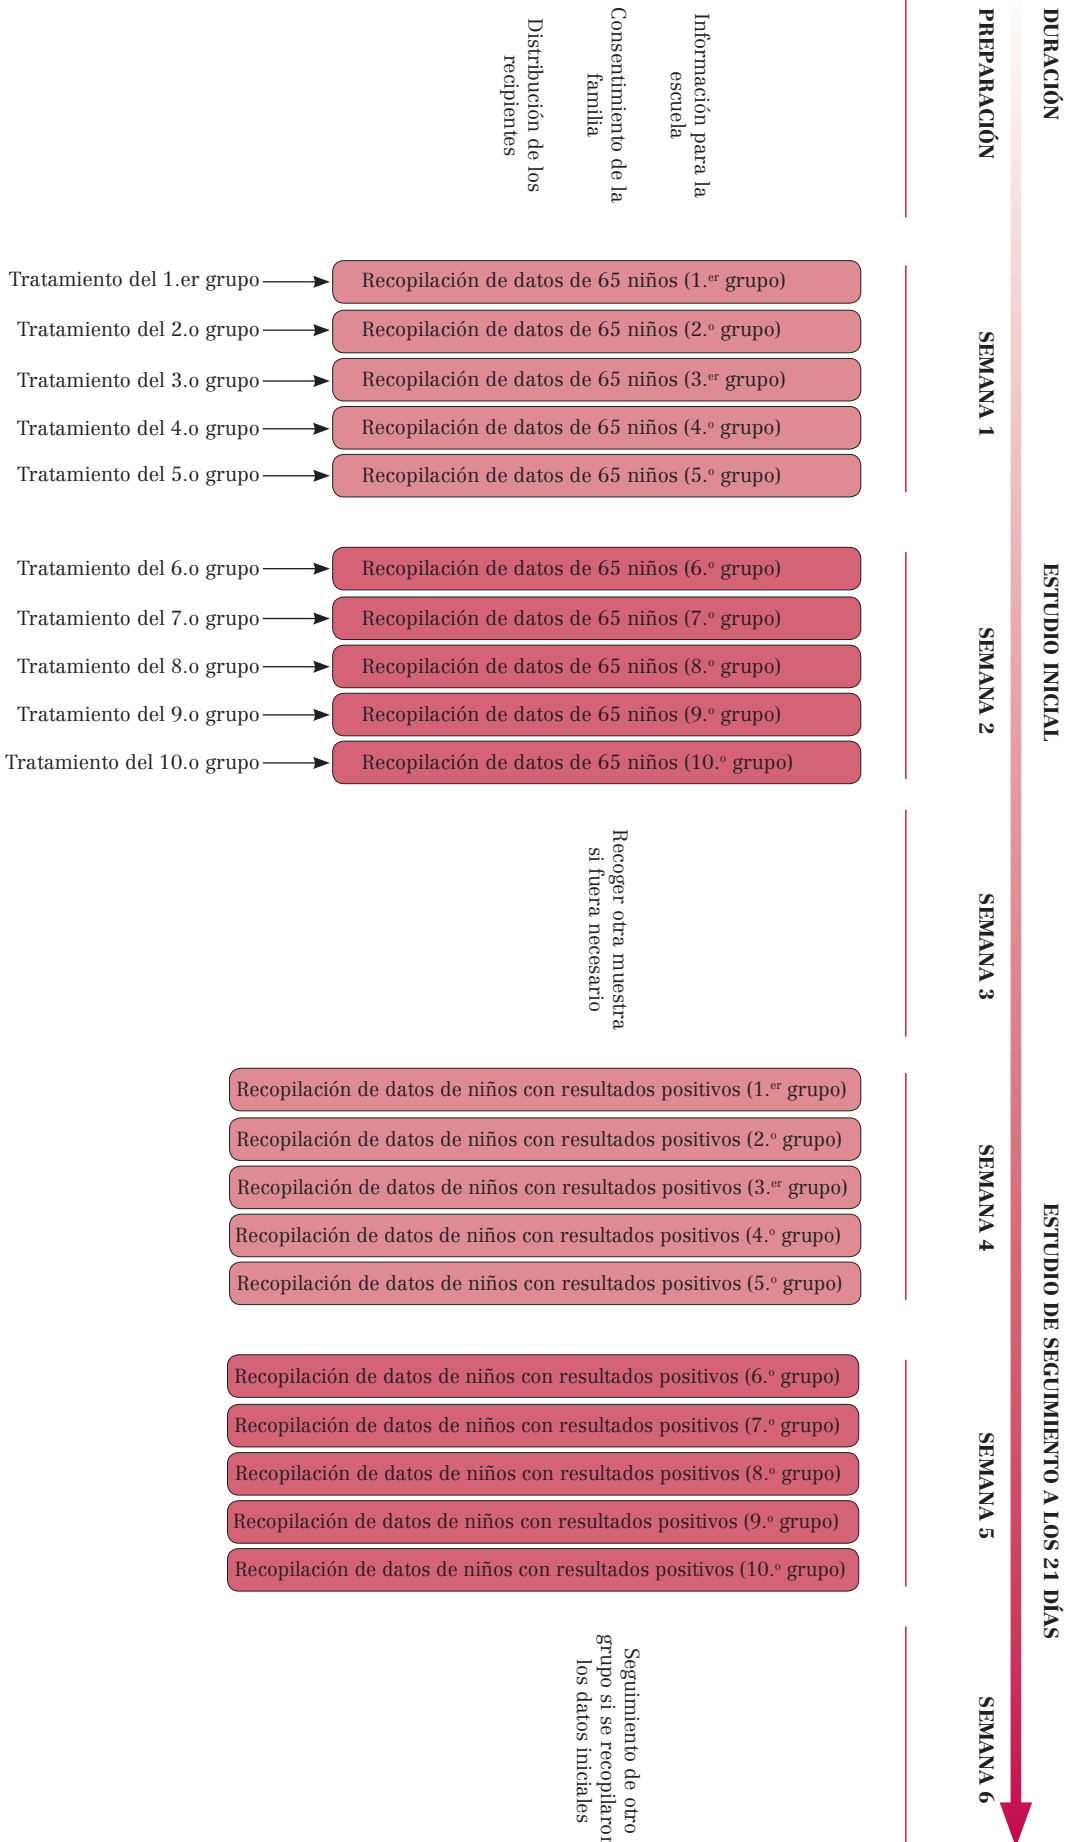 DURACIÓN
ESTUDIO INICIAL
ESTUDIO DE SEGUIMIENTO A LOS 21 DÍAS
PREPARACIÓN
Información para la
escuela
Consentimiento de la
familia
Distribución de los
recipientes
SEMANA 1
Tratamiento del 1.er grupo
Recopilación de datos de 65 niños (1.er grupo)
Tratamiento del 2.o grupo
Recopilación de datos de 65 niños (2.º grupo)
Tratamiento del 3.o grupo
Recopilación de datos de 65 niños (3.er grupo)
Tratamiento del 4.o grupo
Recopilación de datos de 65 niños (4.º grupo)
Tratamiento del 5.o grupo
Recopilación de datos de 65 niños (5.º grupo)
SEMANA 2
Tratamiento del 6.o grupo
Recopilación de datos de 65 niños (6.º grupo)
Tratamiento del 7.o grupo
Recopilación de datos de 65 niños (7.º grupo)
Tratamiento del 8.o grupo
Recopilación de datos de 65 niños (8.º grupo)
Tratamiento del 9.o grupo
Recopilación de datos de 65 niños (9.º grupo)
Tratamiento del 10.o grupo
Recopilación de datos de 65 niños (10.º grupo)
SEMANA 3
Recoger otra muestra
si fuera necesario
SEMANA 4
Recopilación de datos de niños con resultados positivos (1.er grupo)
Recopilación de datos de niños con resultados positivos (2.º grupo)
Recopilación de datos de niños con resultados positivos (3.er grupo)
Recopilación de datos de niños con resultados positivos (4.º grupo)
Recopilación de datos de niños con resultados positivos (5.º grupo)
SEMANA 5
Recopilación de datos de niños con resultados positivos (6.º grupo)
Recopilación de datos de niños con resultados positivos (7.º grupo)
Recopilación de datos de niños con resultados positivos (8.º grupo)
Recopilación de datos de niños con resultados positivos (9.º grupo)
Recopilación de datos de niños con resultados positivos (10.º grupo)
SEMANA 6
Seguimiento de otro
grupo si se recopilaron
los datos iniciales